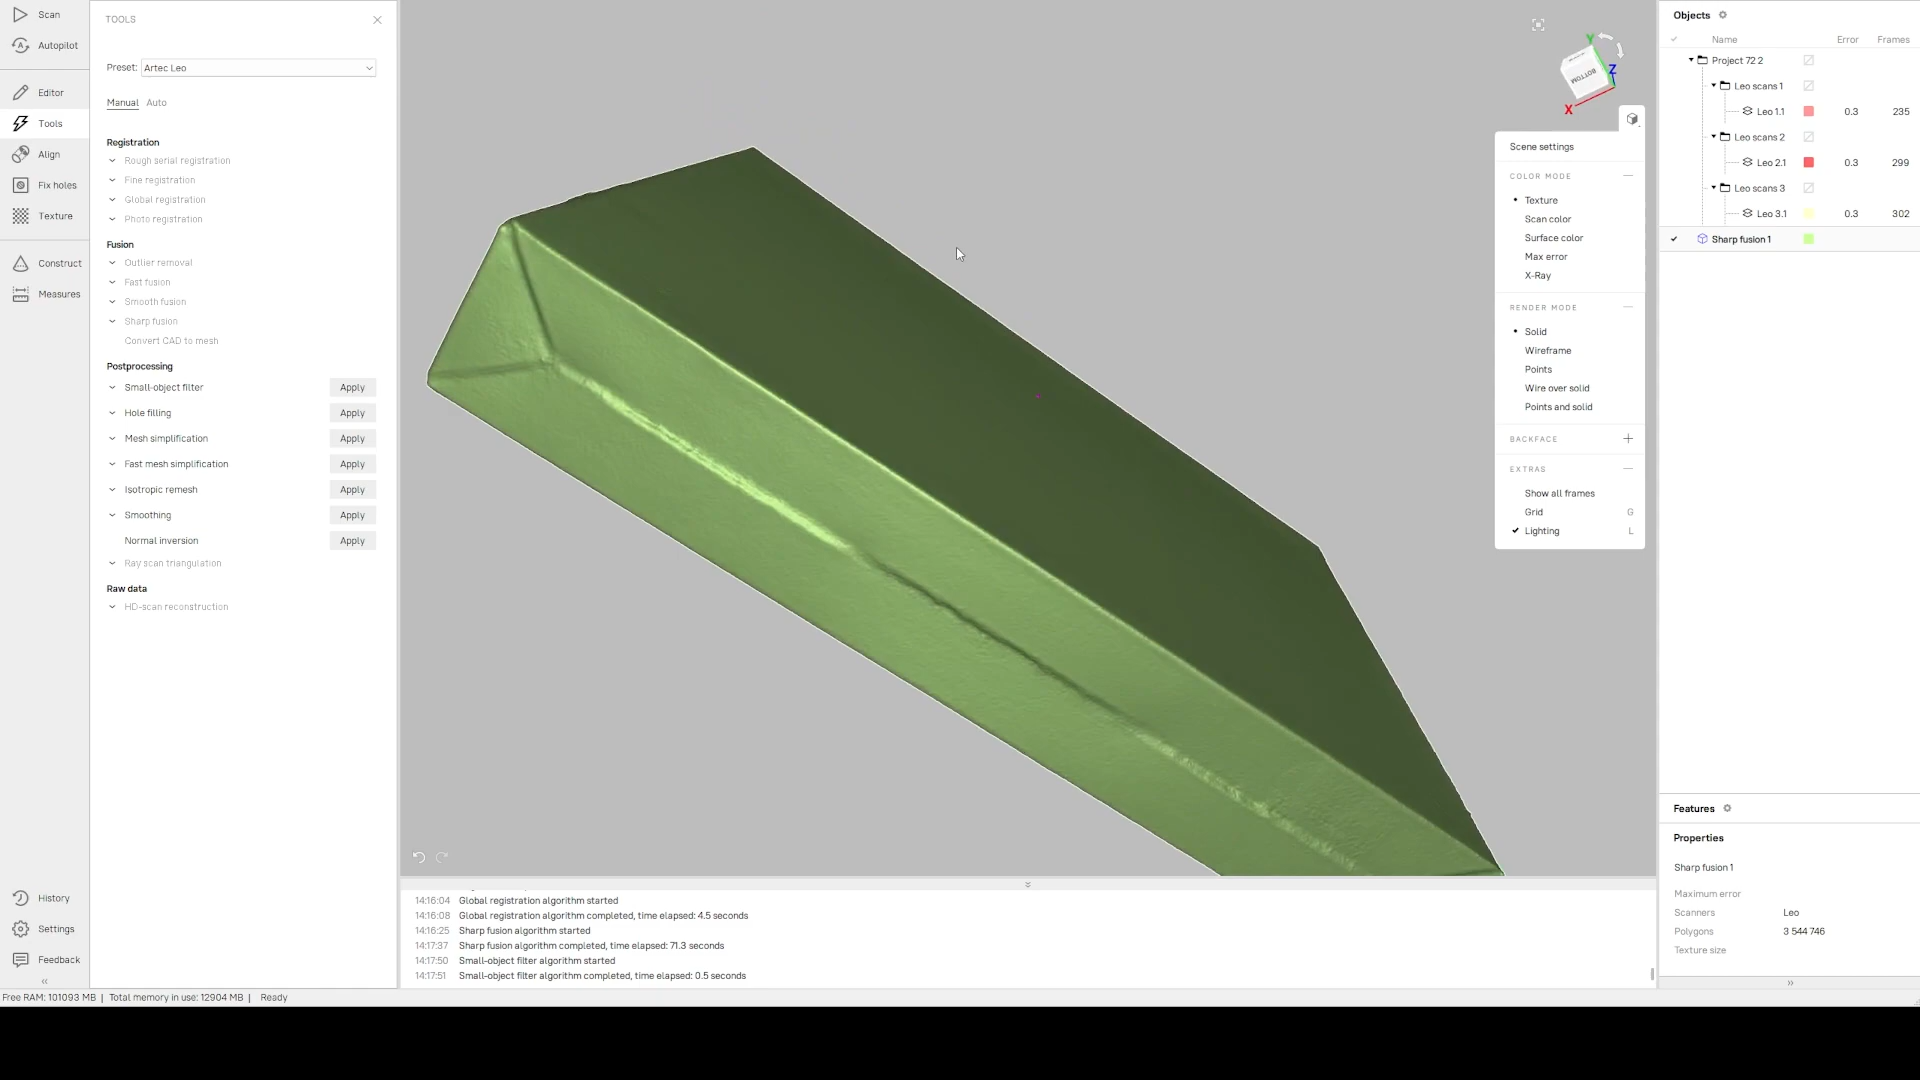 Scan
Autopilot
Editor
Tools
Align
Fix holes
Texture
Construct
Measures
History
Settings
Feedback
TOOLS
Preset: Artec Leo
Manual Auto
Registration
Rough serial registration
Fine registration
Global registration
Photo registration
Fusion
Outlier removal
Fast fusion
Smooth fusion
Sharp fusion
Convert CAD to mesh
Postprocessing
Small-object filter Apply
Hole filling Apply
Mesh simplification Apply
Fast mesh simplification Apply
Isotropic remesh Apply
Smoothing Apply
Normal inversion Apply
Ray scan triangulation
Raw data
HD-scan reconstruction
Y
Z
X
BOTTOM
Scene settings
COLOR MODE
Texture
Scan color
Surface color
Max error
X-Ray
RENDER MODE
Solid
Wireframe
Points
Wire over solid
Points and solid
BACKFACE
EXTRAS
Show all frames
Grid G
Lighting L
14:16:04 Global registration algorithm started
14:16:08 Global registration algorithm completed, time elapsed: 4.5 seconds
14:16:25 Sharp fusion algorithm started
14:17:37 Sharp fusion algorithm completed, time elapsed: 71.3 seconds
14:17:50 Small-object filter algorithm started
14:17:51 Small-object filter algorithm completed, time elapsed: 0.5 seconds
Objects
Name Error Frames
Project 72 2
Leo scans 1
Leo 1.1 0.3 235
Leo scans 2
Leo 2.1 0.3 299
Leo scans 3
Leo 3.1 0.3 302
Sharp fusion 1
Features
Properties
Sharp fusion 1
Maximum error
Scanners Leo
Polygons 3 544 746
Texture size
Free RAM: 101093 MB | Total memory in use: 12904 MB | Ready